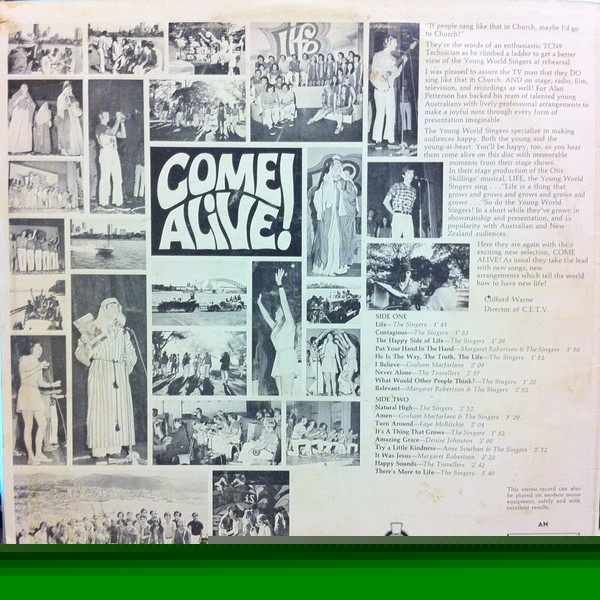 Life
COME
ALIVE!
"If people sang like that in Church, maybe I'd go
to Church!"
They're the words of an enthusiastic TCN9
Technician as he climbed a ladder to get a better
view of the Young World Singers at rehearsal.
I was pleased to assure the TV man that they DO
sing like that in Church. AND on stage, radio, film,
television, and recordings as well! For Alan
Petterson has backed his team of talented young
Australians with lively professional arrangements to
make a joyful note through every form of
presentation imaginable.
The Young World Singers specialize in making
audiences happy. Both the young and the
young-at-heart. You'll be happy, too, as you hear
them come alive on this disc with memorable
moments from their stage shows.
In their stage production of the Otis
Skillings' musical, LIFE, the Young World
Singers sing . . . "Life is a thing that
grows and grows and grows and grows and
grows . . ." So do the Young World
Singers! In a short while they've grown in
showmanship and presentation, and in
popularity with Australian and New
Zealand audiences.
Here they are again with their
exciting new selection, COME
ALIVE! As usual they take the lead
with new songs, new
arrangements which tell the world
how to have new life!
Clifford Warne
Director of C.E.T.V.
SIDE ONE
Life—The Singers 1' 45
Contagious—The Singers 1' 33
The Happy Side of Life—The Singers 1' 29
Put Your Hand In The Hand—Margaret Robertson & The Singers 3' 50
He Is The Way, The Truth, The Life—The Singers 1' 52
I Believe—Graham Macfarlane 2' 09
Never Alone—The Travellers 2' 37
What Would Other People Think?—The Singers 1' 20
Relevant—Margaret Robertson & The Singers 2' 52
SIDE TWO
Natural High—The Singers 2' 52
Amen—Graham Macfarlane & The Singers 3' 20
Turn Around—Faye McRitchie 2' 04
It's A Thing That Grows—The Singers 1' 52
Amazing Grace—Denise Johnston 2' 00
Try a Little Kindness—Anne Southan & The Singers 2' 12
It Was Jesus—Margaret Robertson 2' 22
Happy Sounds—The Travellers 2' 42
There's More to Life—The Singers 3' 40
This stereo record can also
be played on modern mono
equipment, safely and with
excellent results.
AN